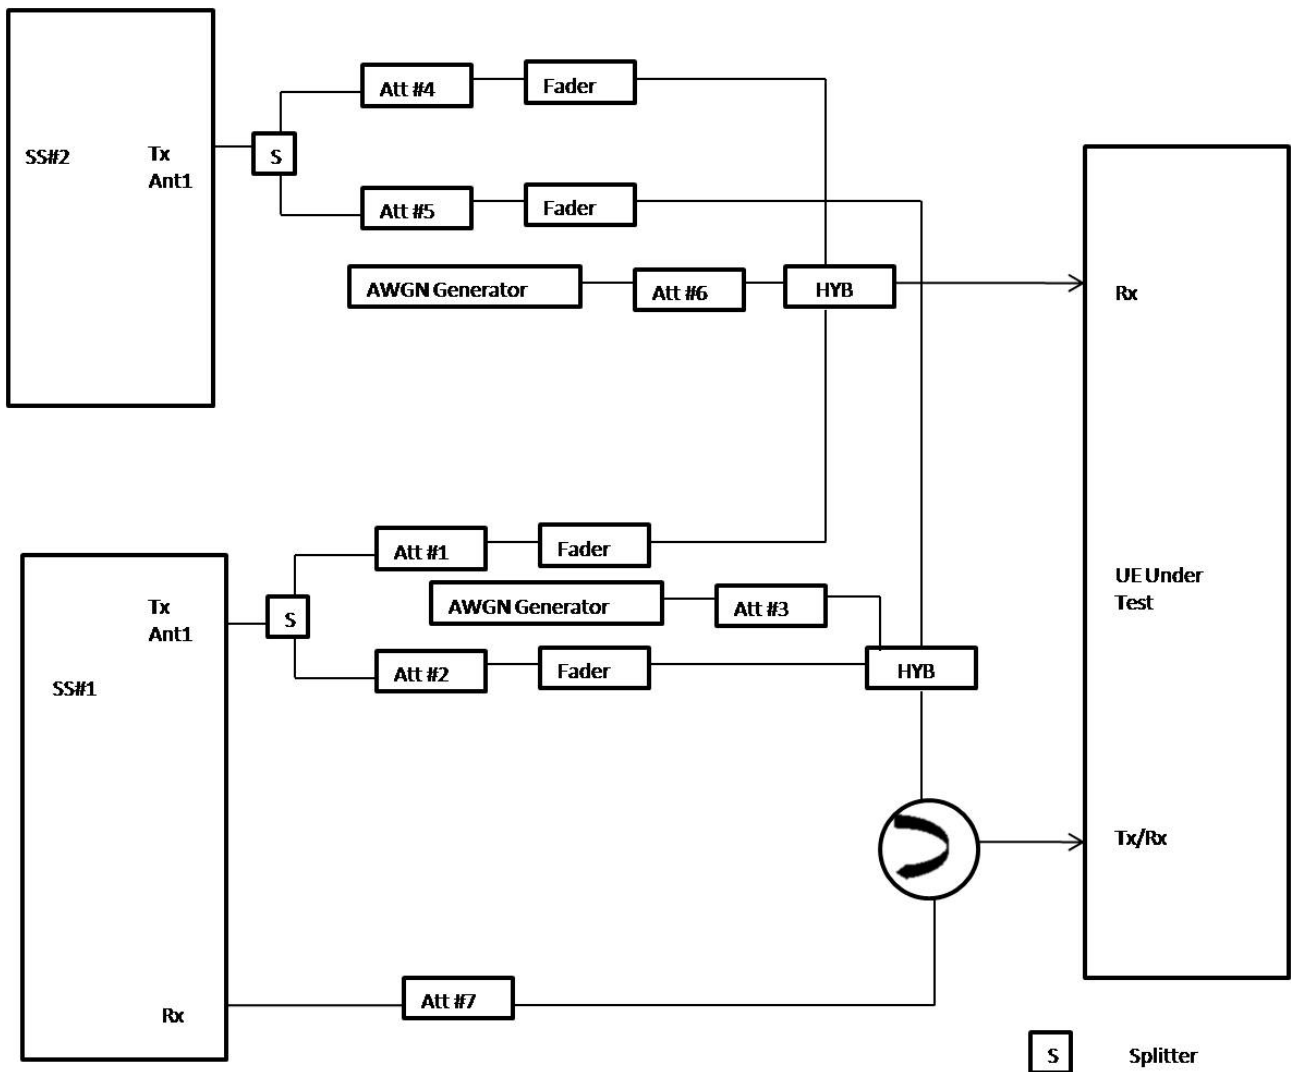 Att #4
Fader
SS#2
Tx
Ant1
S
Att #5
Fader
AWGN Generator
Att #6
HYB
Rx
Att #1
Fader
Tx
Ant1
S
AWGN Generator
Att #3
UE Under
Test
Att #2
Fader
HYB
SS#1
Tx/Rx
Att #7
Rx
S
Splitter